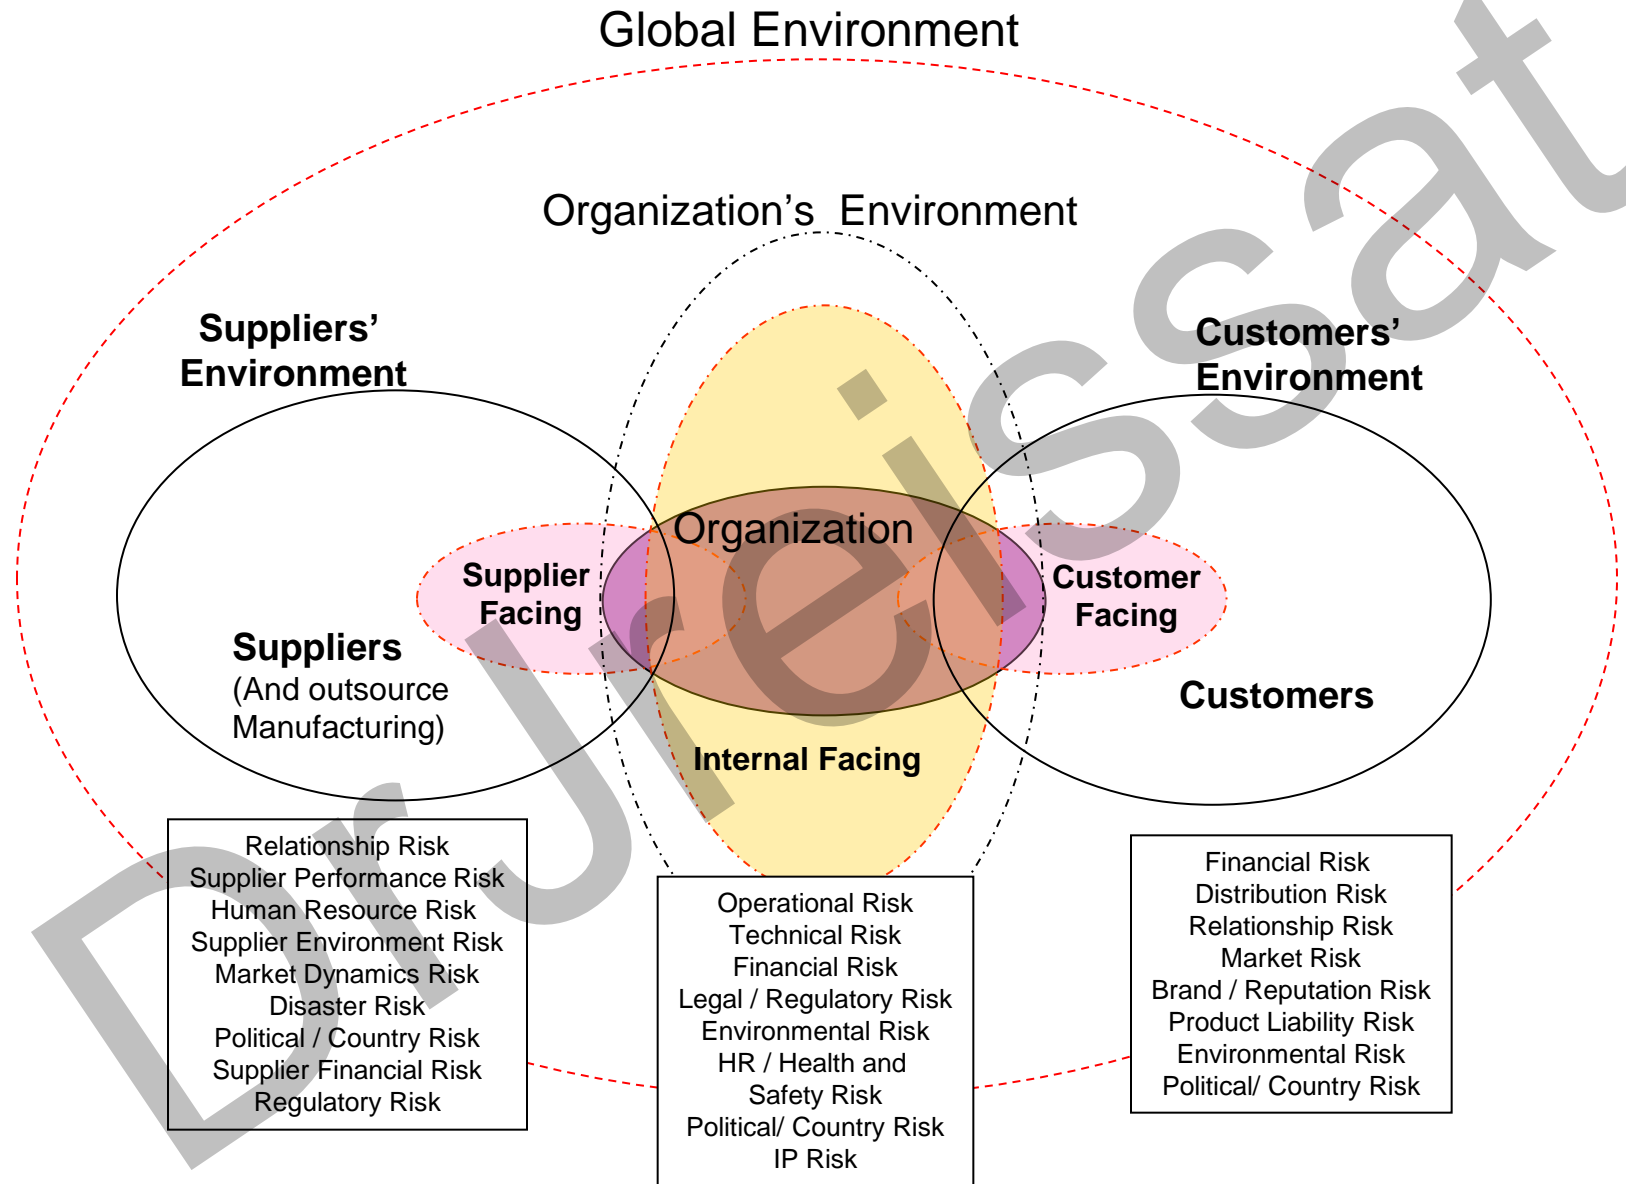 Global Environment
Organization's  Environment
Suppliers'
Environment
Customers'
Environment
Organization
Supplier
Facing
Customer
Facing
Suppliers
(And outsource
Manufacturing)
Customers
Internal Facing
Relationship Risk
Supplier Performance Risk
Human Resource Risk
Supplier Environment Risk
Market Dynamics Risk
Disaster Risk
Political / Country Risk
Supplier Financial Risk
Regulatory Risk
Operational Risk
Technical Risk
Financial Risk
Legal / Regulatory Risk
Environmental Risk
HR / Health and
Safety Risk
Political/ Country Risk
IP Risk
Financial Risk
Distribution Risk
Relationship Risk
Market Risk
Brand / Reputation Risk
Product Liability Risk
Environmental Risk
Political/ Country Risk
DrJreissat